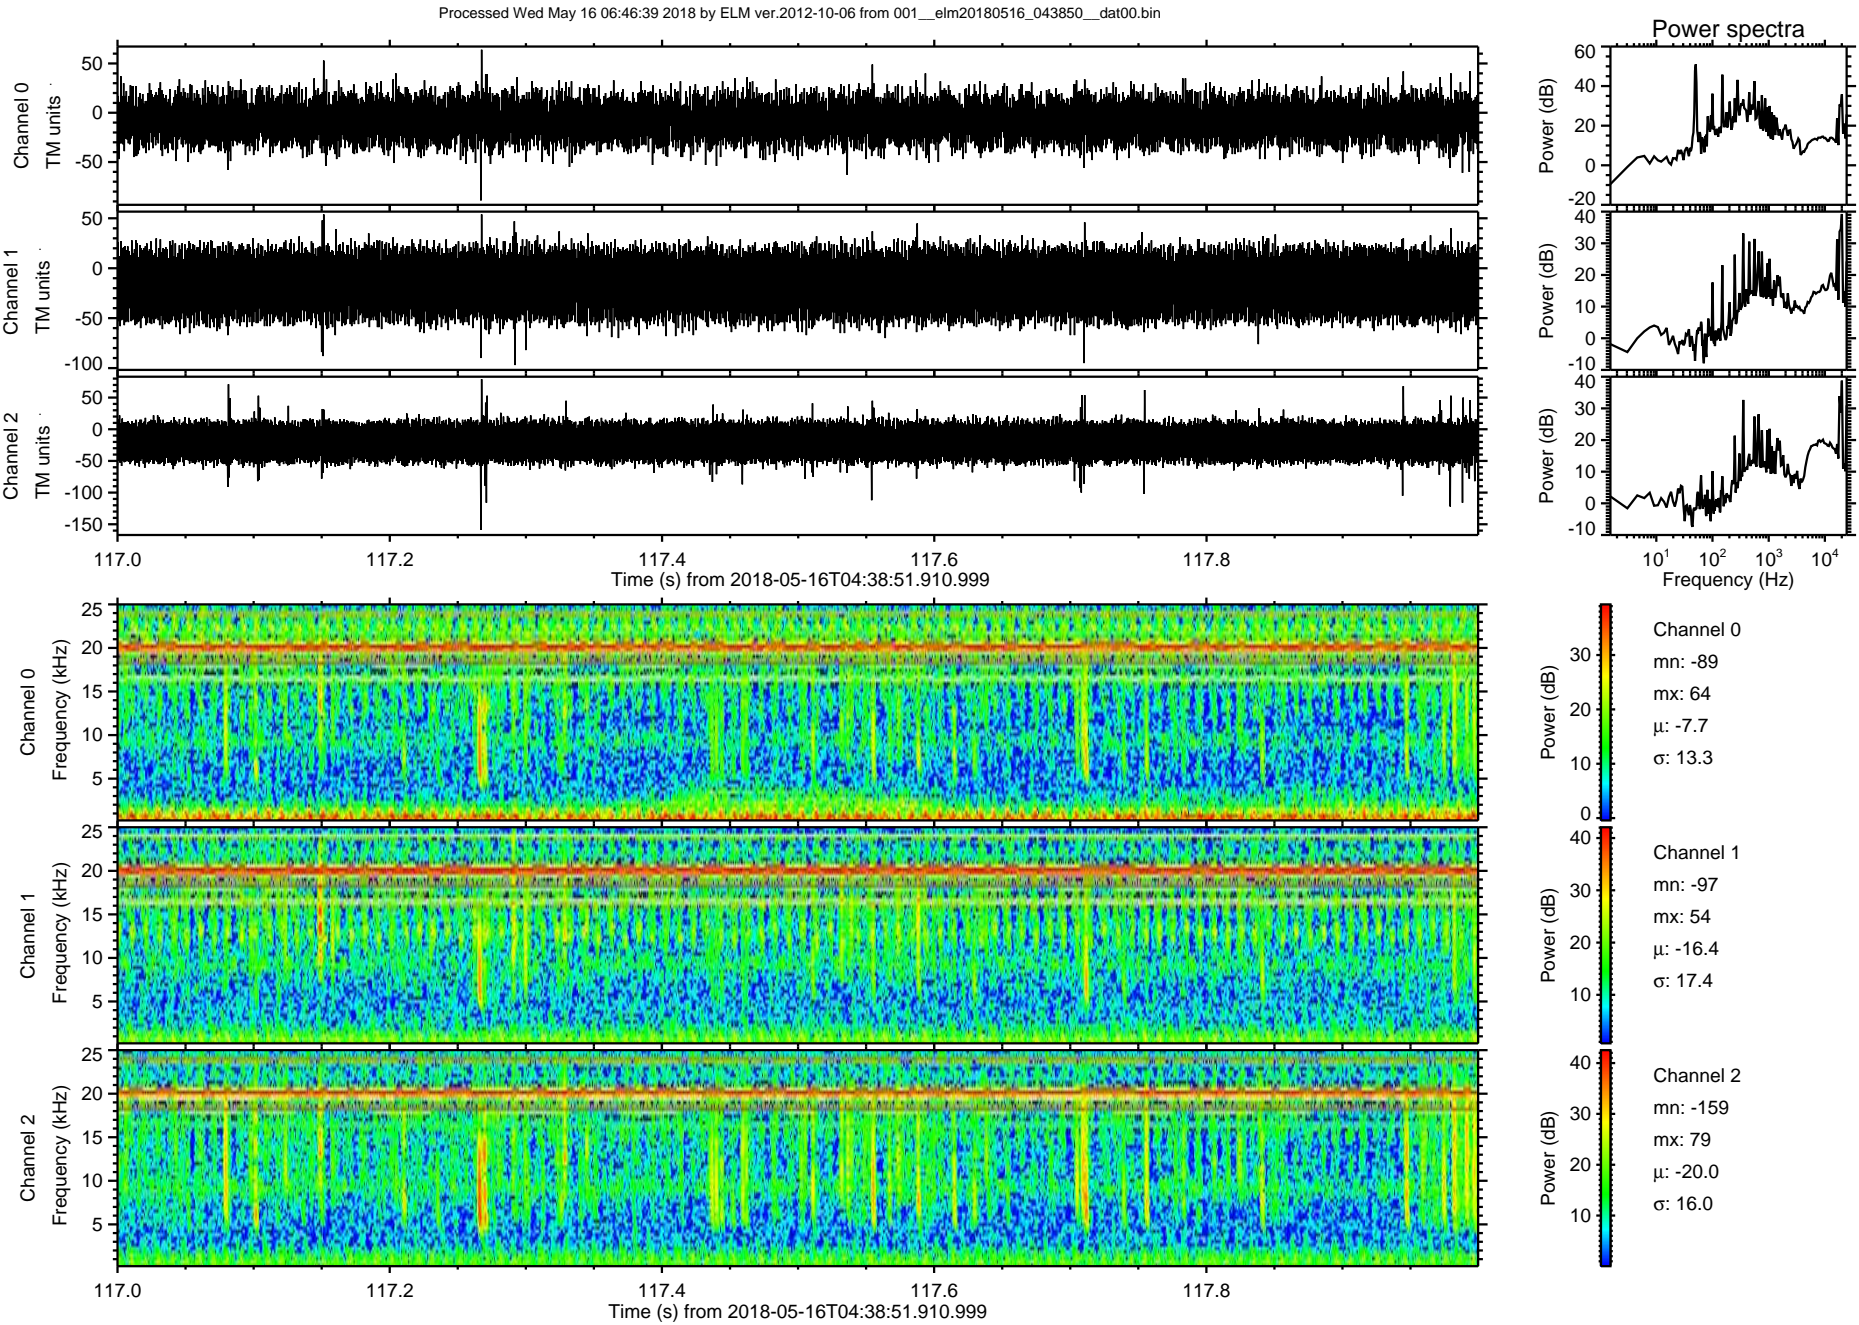 Processed Wed May 16 06:46:39 2018 by ELM ver.2012-10-06 from 001__elm20180516_043850__dat00.bin
Power spectra
Channel 0
TM units
50
0
-50
Power (dB)
60
40
20
0
-20
Channel 1
TM units
50
0
-50
-100
Power (dB)
40
30
20
10
0
-10
Channel 2
TM units
50
0
-50
-100
-150
Power (dB)
40
30
20
10
0
-10
117.0 117.2 117.4 117.6 117.8
Time (s) from 2018-05-16T04:38:51.910.999
10¹ 10² 10³ 10⁴
Frequency (Hz)
Channel 0
Frequency (kHz)
25
20
15
10
5
Power (dB)
30
20
10
0
Channel 0
mn: -89
mx: 64
μ: -7.7
σ: 13.3
Channel 1
Frequency (kHz)
25
20
15
10
5
Power (dB)
40
30
20
10
Channel 1
mn: -97
mx: 54
μ: -16.4
σ: 17.4
Channel 2
Frequency (kHz)
25
20
15
10
5
Power (dB)
40
30
20
10
Channel 2
mn: -159
mx: 79
μ: -20.0
σ: 16.0
117.0 117.2 117.4 117.6 117.8
Time (s) from 2018-05-16T04:38:51.910.999